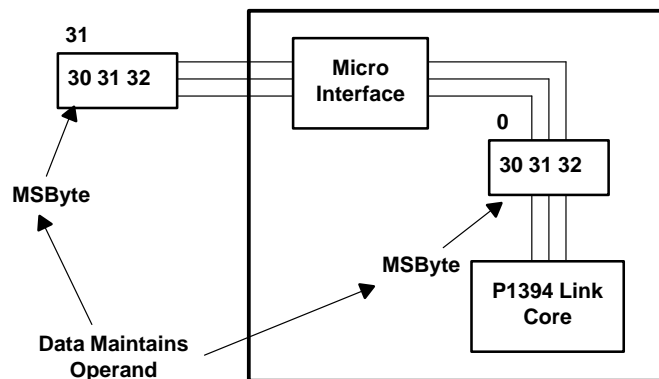 31
30 31 32
Micro
Interface
0
30 31 32
MSByte
MSByte
P1394 Link
Core
Data Maintains
Operand